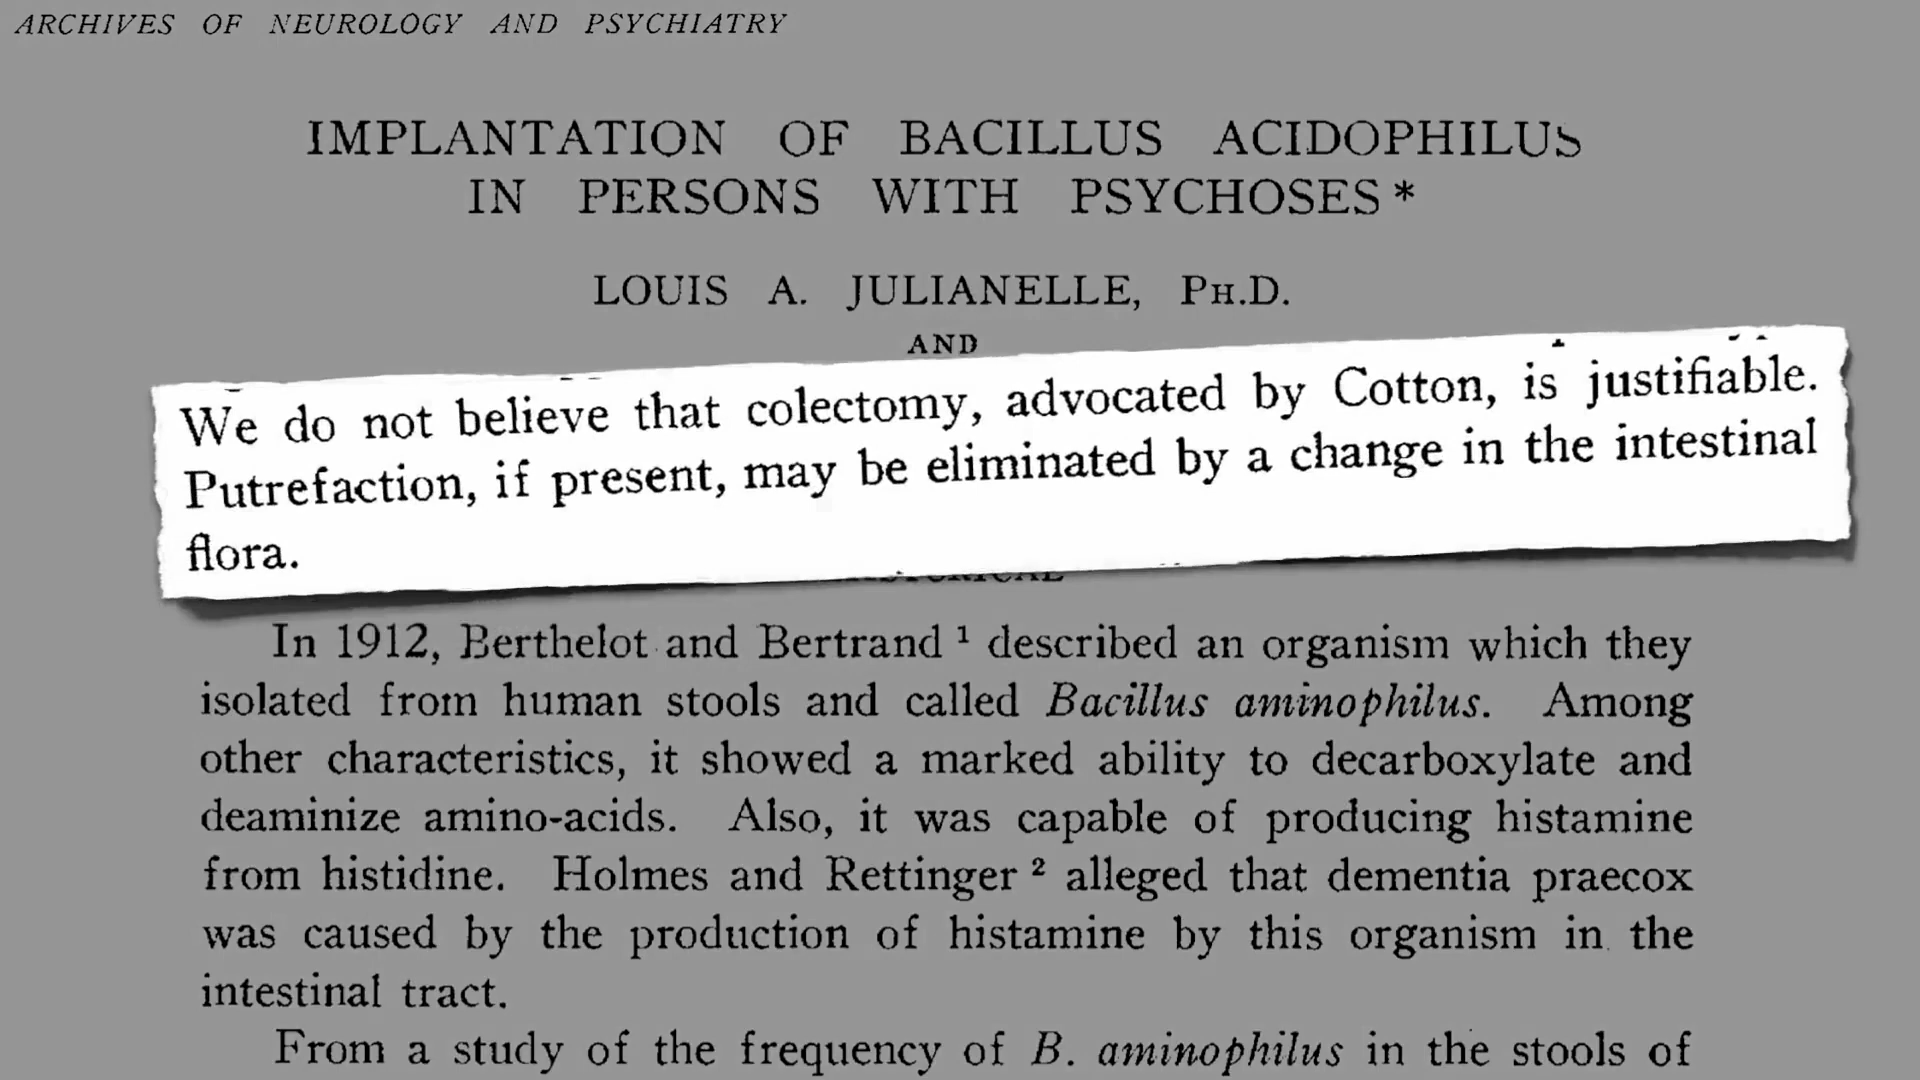 ARCHIVES OF NEUROLOGY AND PSYCHIATRY
IMPLANTATION OF BACILLUS ACIDOPHILUS
IN PERSONS WITH PSYCHOSES*
LOUIS A. JULIANELLE, PH.D.
AND
We do not believe that colectomy, advocated by Cotton, is justifiable.
Putrefaction, if present, may be eliminated by a change in the intestinal
flora.
In 1912, Berthelot and Bertrand ¹ described an organism which they
isolated from human stools and called Bacillus aminophilus. Among
other characteristics, it showed a marked ability to decarboxylate and
deaminize amino-acids. Also, it was capable of producing histamine
from histidine. Holmes and Rettinger ² alleged that dementia praecox
was caused by the production of histamine by this organism in the
intestinal tract.
From a study of the frequency of B. aminophilus in the stools of